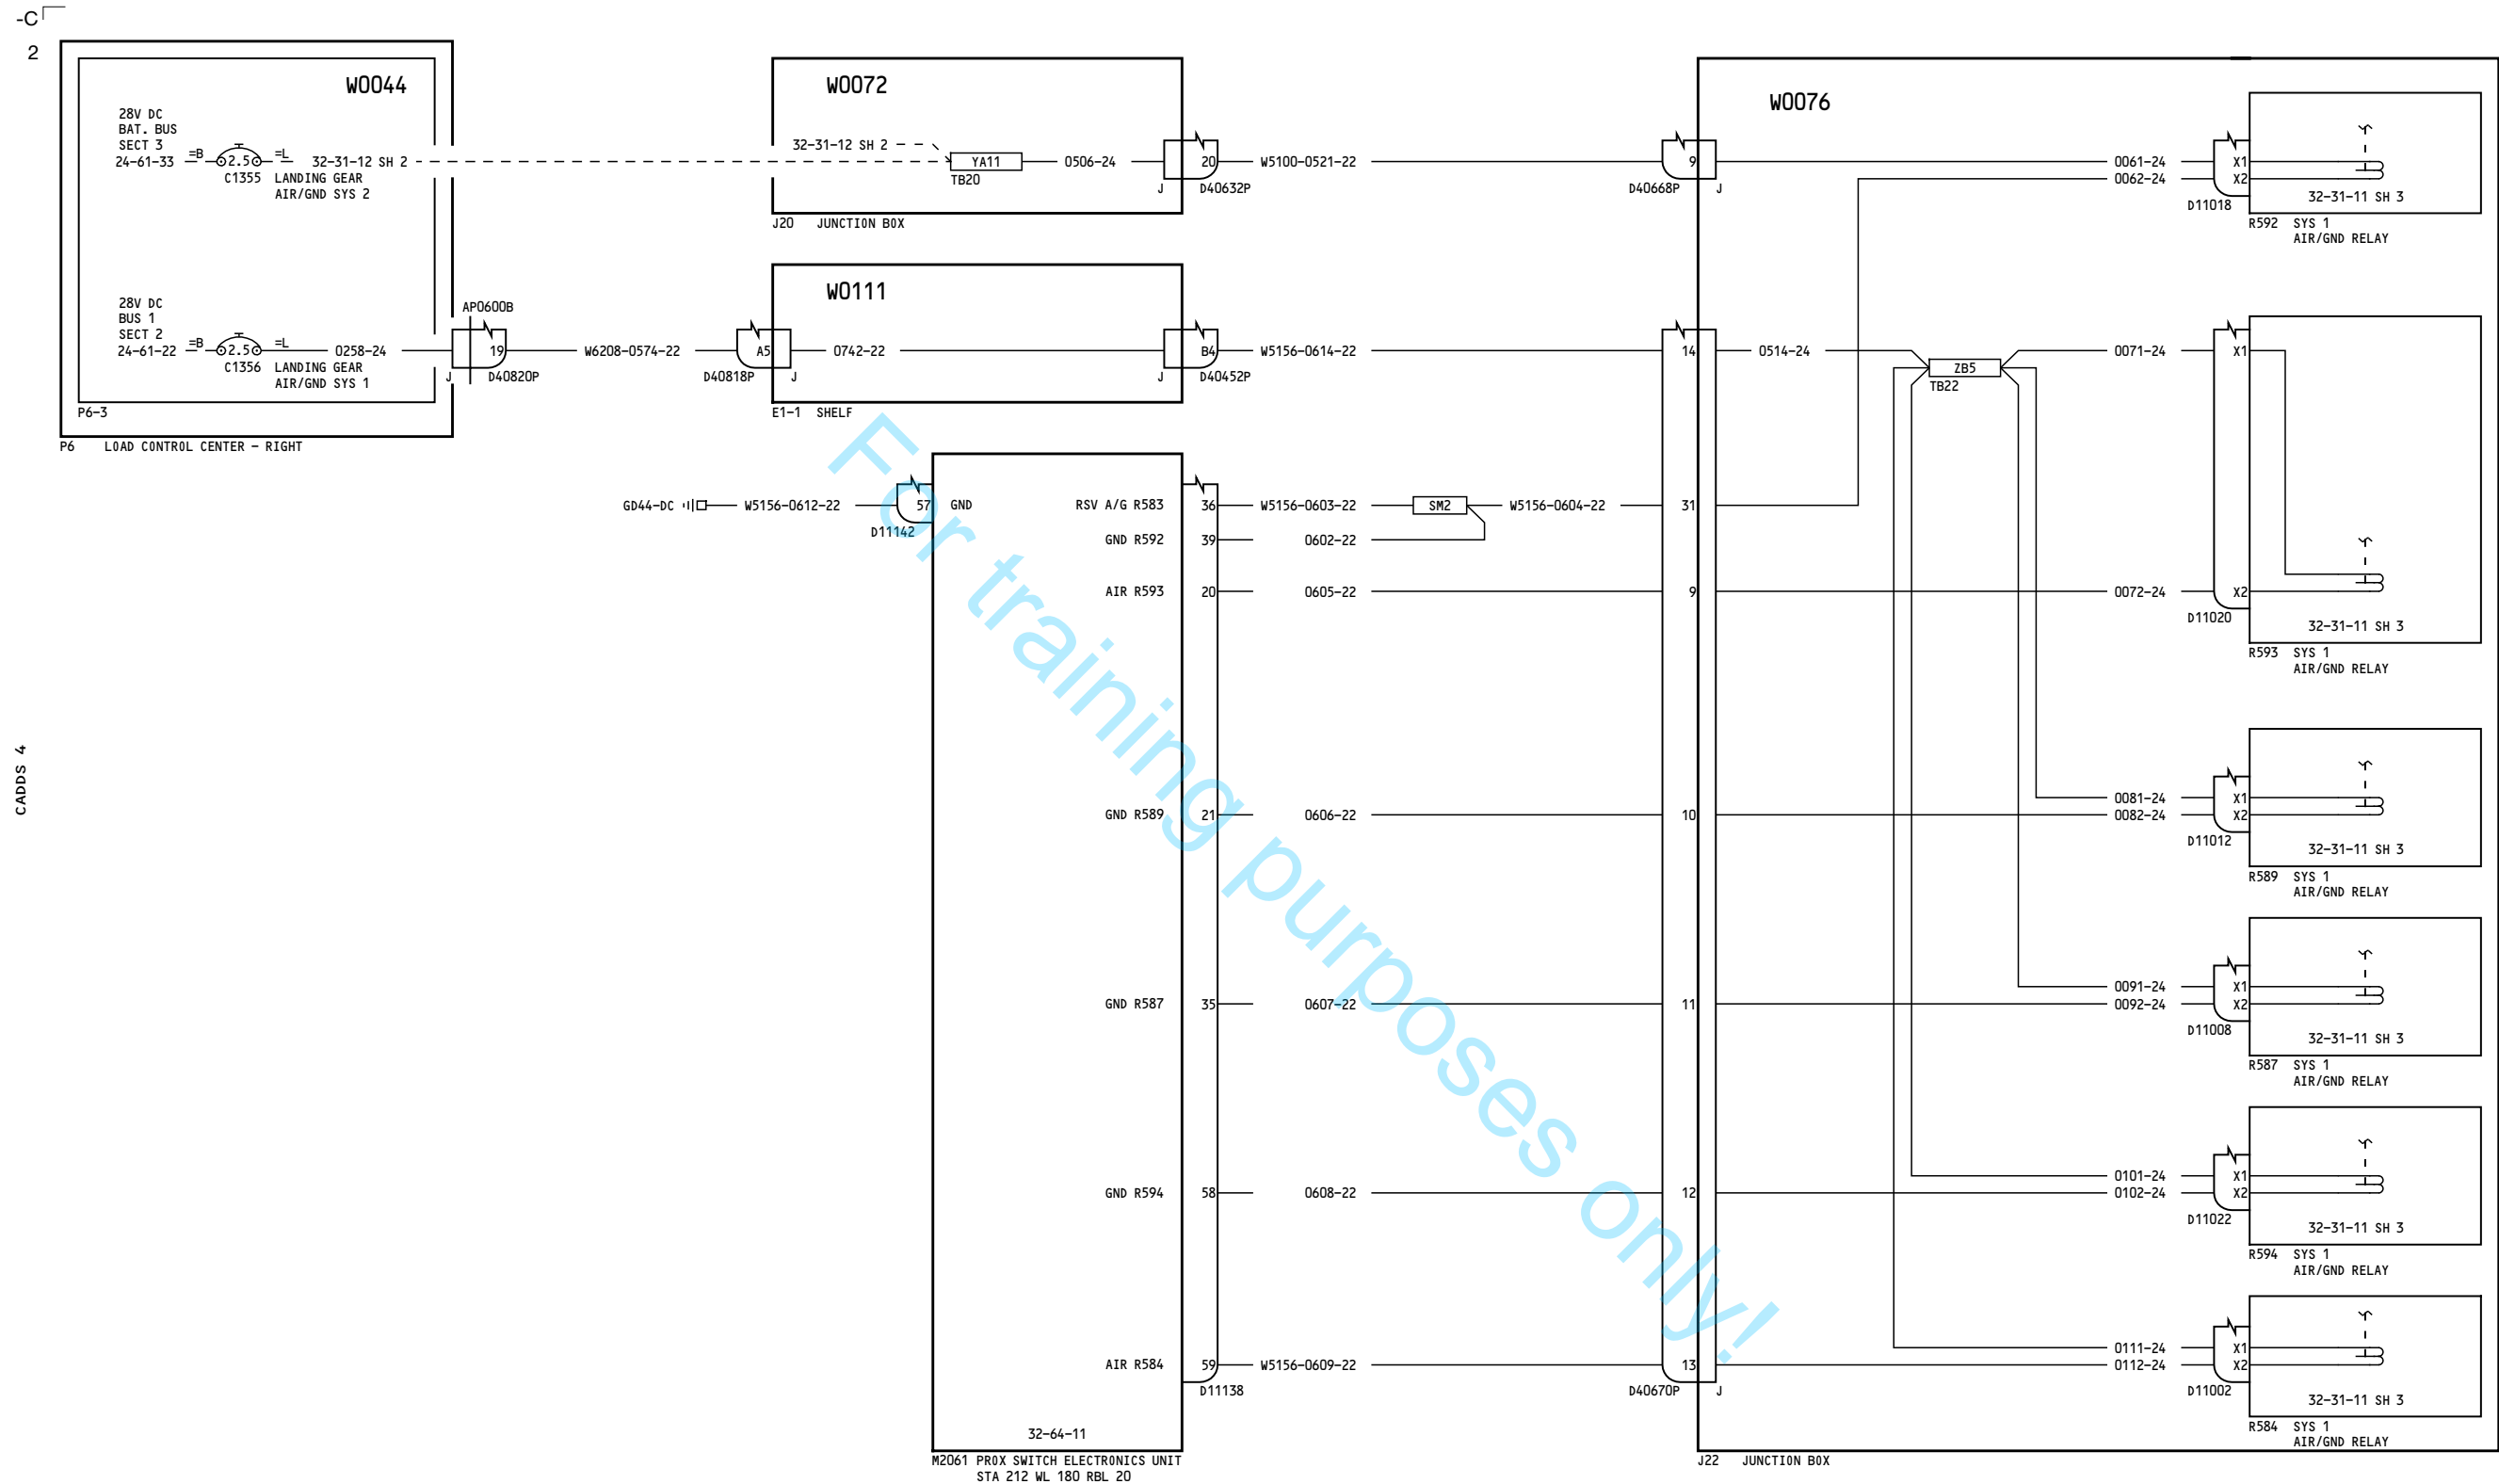 -C
2
W0044
28V DC
BAT. BUS
SECT 3
24-61-33 =B 2.5 =L 32-31-12 SH 2
C1355 LANDING GEAR
AIR/GND SYS 2
28V DC
BUS 1
SECT 2
24-61-22 =B 2.5 =L 0258-24
C1356 LANDING GEAR
AIR/GND SYS 1
P6-3
P6 LOAD CONTROL CENTER - RIGHT
AP0600B
19
J D40820P
W6208-0574-22
W0072
32-31-12 SH 2
YA11
TB20
0506-24
20
J D40632P
J20 JUNCTION BOX
W5100-0521-22
9
D40668P J
W0111
A5
D40818P J
0742-22
B4
J D40452P
E1-1 SHELF
W5156-0614-22
GD44-DC W5156-0612-22
57 GND
D11142
RSV A/G R583 36 W5156-0603-22 SM2 W5156-0604-22 31
GND R592 39 0602-22
AIR R593 20 0605-22 9
GND R589 21 0606-22 10
GND R587 35 0607-22 11
GND R594 58 0608-22 12
AIR R584 59 W5156-0609-22 13
D11138
D40670P J
32-64-11
M2061 PROX SWITCH ELECTRONICS UNIT
STA 212 WL 180 RBL 20
W0076
14 0514-24
ZB5
TB22
0061-24 X1
0062-24 X2
D11018
32-31-11 SH 3
R592 SYS 1
AIR/GND RELAY
0071-24 X1
0072-24 X2
D11020
32-31-11 SH 3
R593 SYS 1
AIR/GND RELAY
0081-24 X1
0082-24 X2
D11012
32-31-11 SH 3
R589 SYS 1
AIR/GND RELAY
0091-24 X1
0092-24 X2
D11008
32-31-11 SH 3
R587 SYS 1
AIR/GND RELAY
0101-24 X1
0102-24 X2
D11022
32-31-11 SH 3
R594 SYS 1
AIR/GND RELAY
0111-24 X1
0112-24 X2
D11002
32-31-11 SH 3
R584 SYS 1
AIR/GND RELAY
J22 JUNCTION BOX
CADDS 4
For training purposes only!